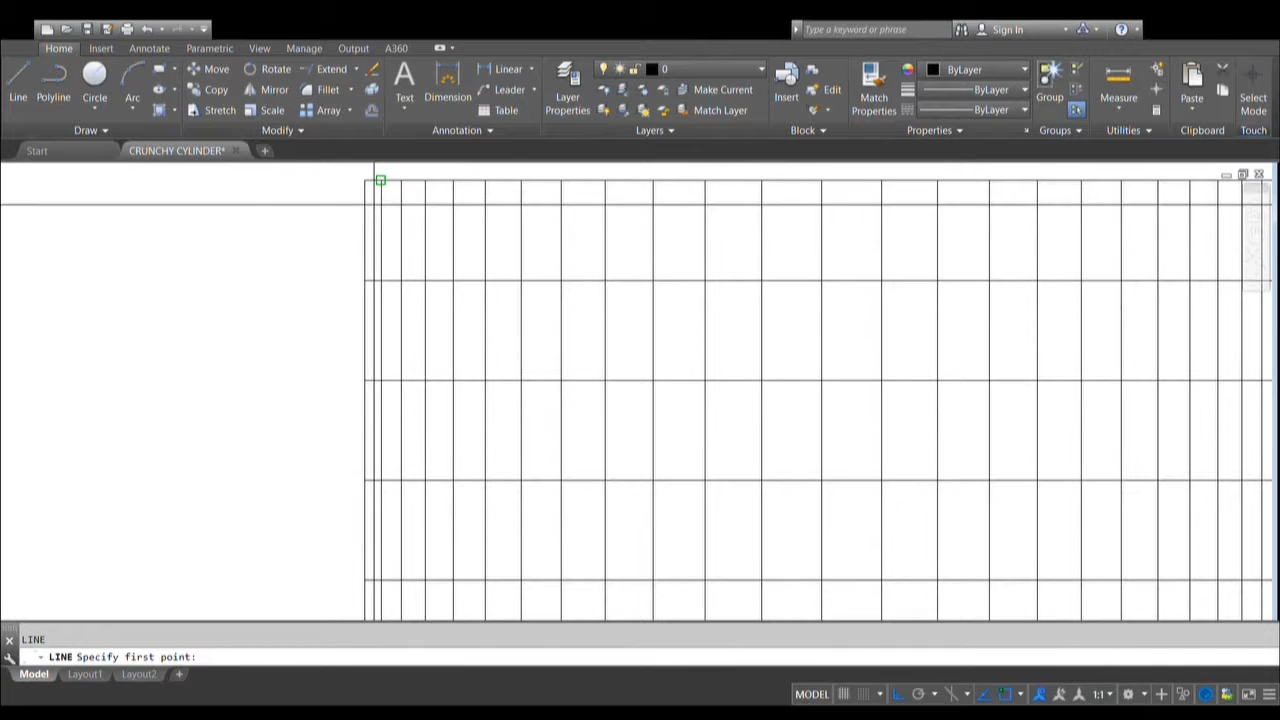 Type a keyword or phrase Sign In
Home Insert Annotate Parametric View Manage Output A360
Line Polyline Circle Arc
Move Rotate Extend
Copy Mirror Fillet
Stretch Scale Array
Text Dimension
Linear
Leader
Table
Layer Properties
0
Make Current
Match Layer
Insert
Edit
Match Properties
ByLayer
ByLayer
ByLayer
Group Measure Paste Select Mode
Draw Modify Annotation Layers Block Properties Groups Utilities Clipboard Touch
Start CRUNCHY CYLINDER*
LINE
LINE Specify first point:
Model Layout1 Layout2
MODEL 1:1